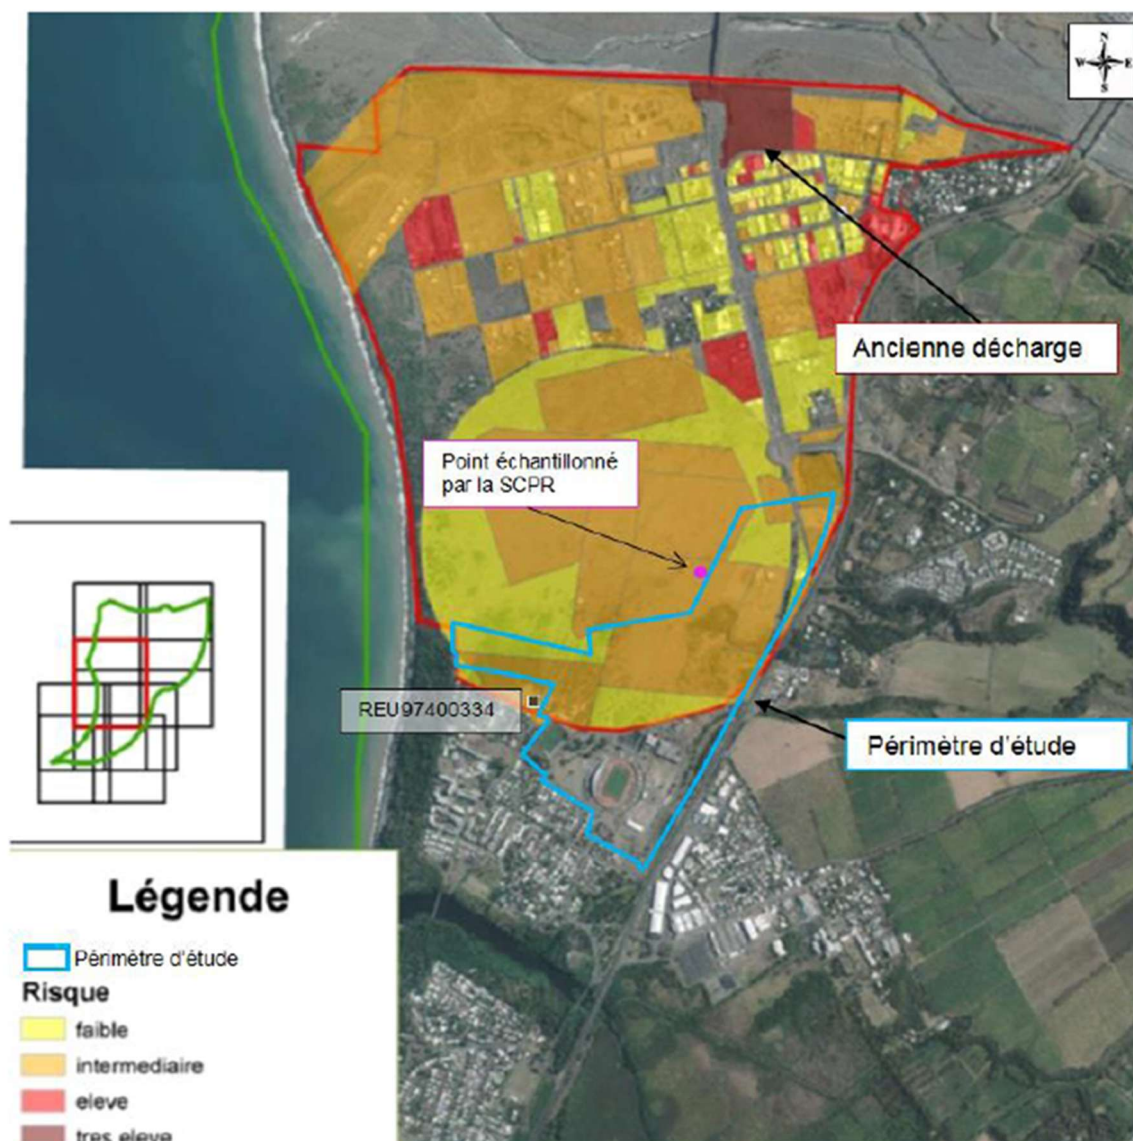 N
W E
S
Ancienne décharge
Point échantillonné
par la SCPR
REU97400334
Périmètre d'étude
Légende
Périmètre d'étude
Risque
faible
intermediaire
eleve
tres eleve